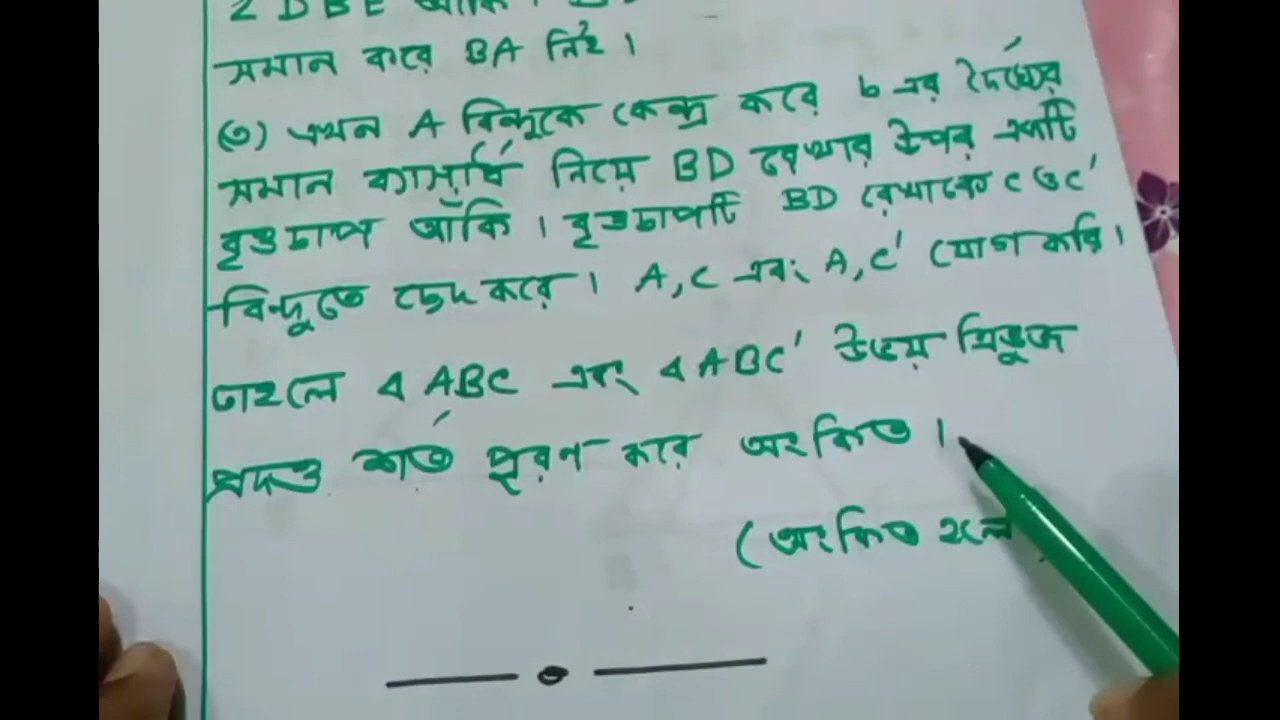 ∠DBE আঁকি।
সমান করে BA নিই।
(৩) এখন A বিন্দুকে কেন্দ্র করে b এর দৈর্ঘ্যের
সমান ব্যাসার্ধ নিয়ে BD রেখার উপর একটি
বৃত্তচাপ আঁকি। বৃত্তচাপটি BD রেখাকে C ও C'
বিন্দুতে ছেদ করে। A,C এবং A,C' যোগ করি।
তাহলে ⊲ ABC এবং ⊲ ABC' উভয় ত্রিভুজ
প্রদত্ত শর্ত পূরণ করে অংকিত।
(অংকিত হলো